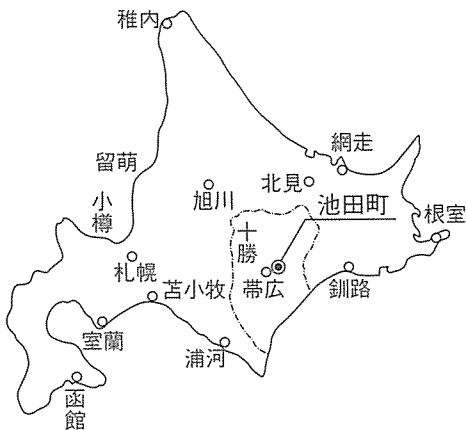 稚内
網走
留萌
北見
旭川
池田町
小樽
根室
十勝
札幌
苫小牧
帯広
釧路
室蘭
浦河
函館